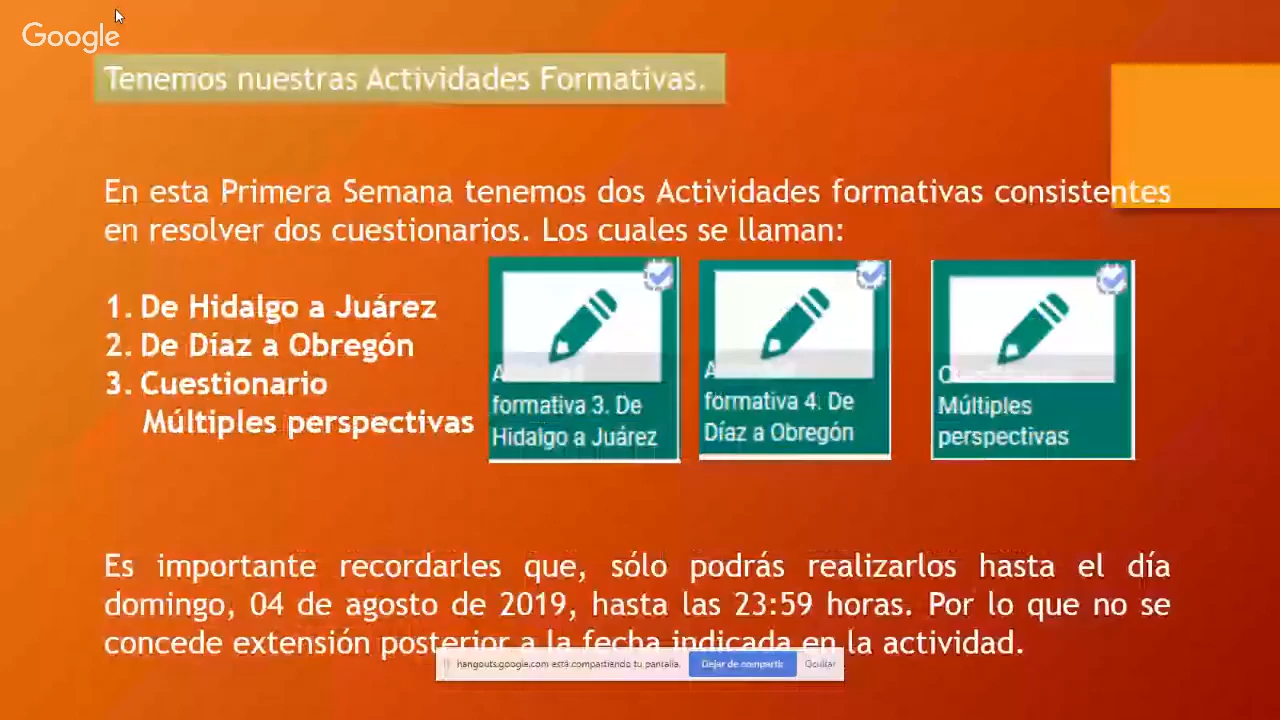 Google
Tenemos nuestras Actividades Formativas.
En esta Primera Semana tenemos dos Actividades formativas consistentes
en resolver dos cuestionarios. Los cuales se llaman:
1. De Hidalgo a Juárez
2. De Díaz a Obregón
3. Cuestionario
Múltiples perspectivas
formativa 3. De
Hidalgo a Juárez
formativa 4. De
Díaz a Obregón
Múltiples
perspectivas
Es importante recordarles que, sólo podrás realizarlos hasta el día
domingo, 04 de agosto de 2019, hasta las 23:59 horas. Por lo que no se
concede extensión posterior a la fecha indicada en la actividad.
hangouts.google.com está compartiendo tu pantalla.
Dejar de compartir
Ocultar